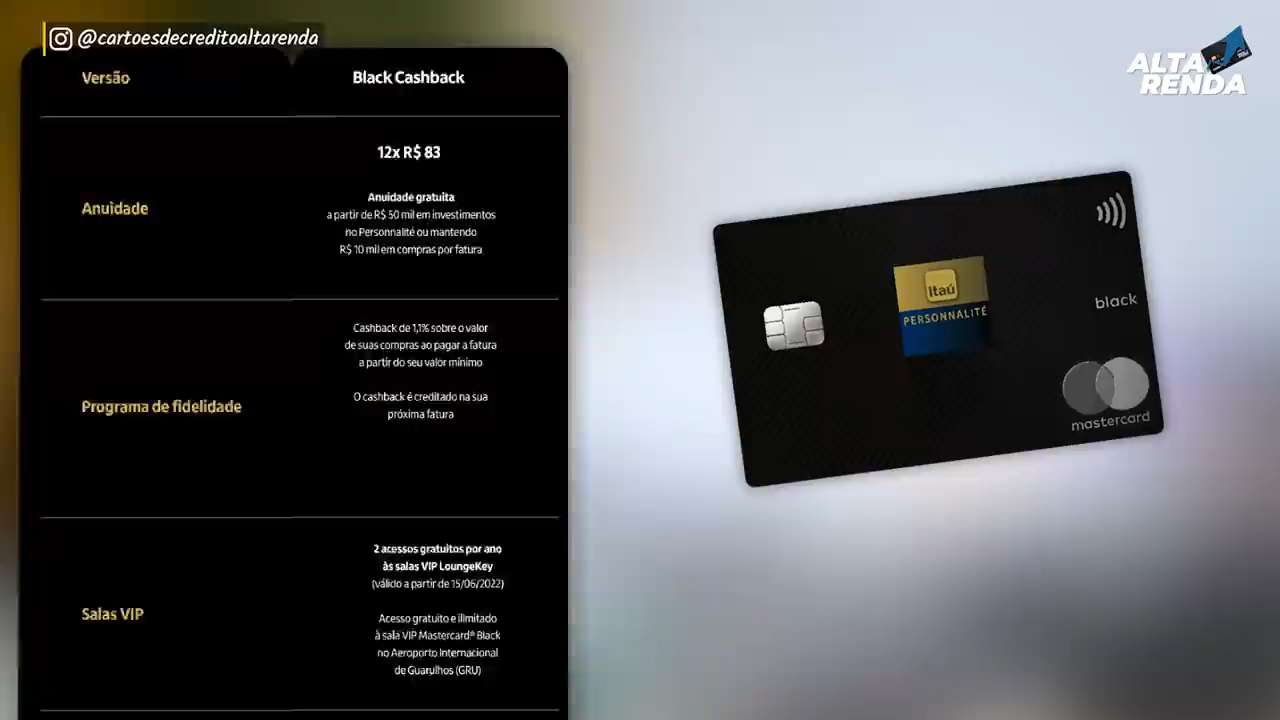 @cartoesdecreditoaltarenda
ALTA
RENDA
Versão
Black Cashback
Anuidade
12x R$ 83
Anuidade gratuita
a partir de R$ 50 mil em investimentos
no Personnalité ou mantendo
R$ 10 mil em compras por fatura
Programa de fidelidade
Cashback de 1,1% sobre o valor
de suas compras ao pagar a fatura
a partir do seu valor mínimo
O cashback é creditado na sua
próxima fatura
Salas VIP
2 acessos gratuitos por ano
às salas VIP LoungeKey
(válido a partir de 15/06/2022)
Acesso gratuito e ilimitado
à sala VIP Mastercard® Black
no Aeroporto Internacional
de Guarulhos (GRU)
Itaú
PERSONNALITÉ
black
mastercard